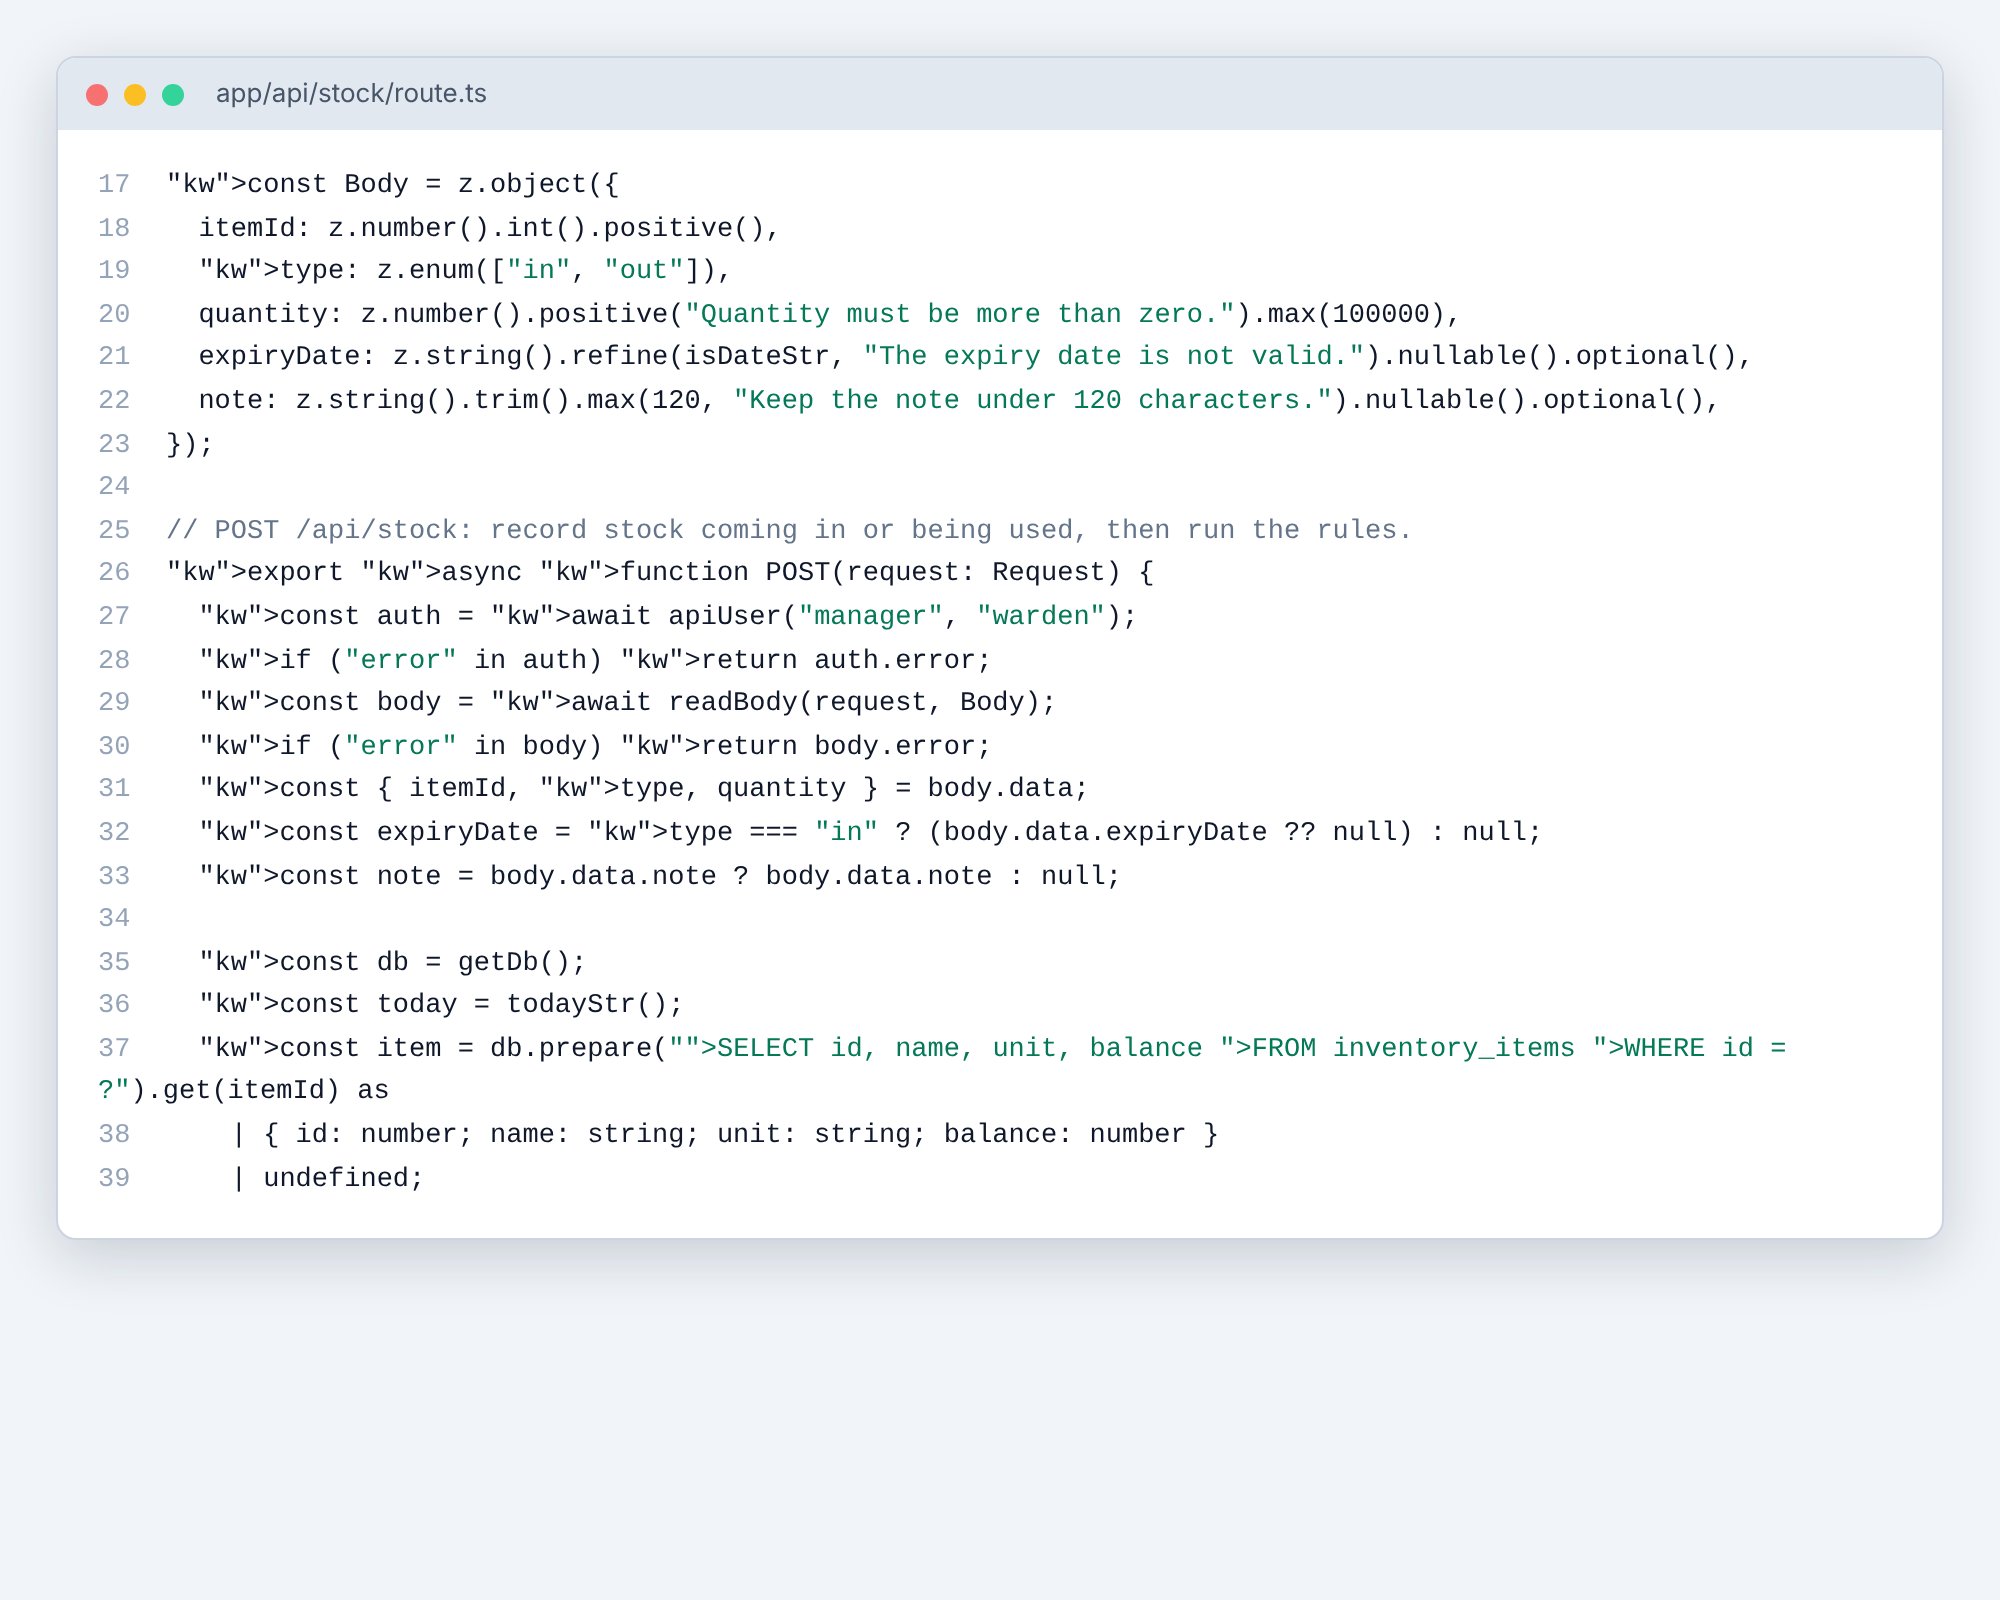 app/api/stock/route.ts
17  "kw">const Body = z.object({
18    itemId: z.number().int().positive(),
19    "kw">type: z.enum(["in", "out"]),
20    quantity: z.number().positive("Quantity must be more than zero.").max(100000),
21    expiryDate: z.string().refine(isDateStr, "The expiry date is not valid.").nullable().optional(),
22    note: z.string().trim().max(120, "Keep the note under 120 characters.").nullable().optional(),
23  });
24
25  // POST /api/stock: record stock coming in or being used, then run the rules.
26  "kw">export "kw">async "kw">function POST(request: Request) {
27    "kw">const auth = "kw">await apiUser("manager", "warden");
28    "kw">if ("error" in auth) "kw">return auth.error;
29    "kw">const body = "kw">await readBody(request, Body);
30    "kw">if ("error" in body) "kw">return body.error;
31    "kw">const { itemId, "kw">type, quantity } = body.data;
32    "kw">const expiryDate = "kw">type === "in" ? (body.data.expiryDate ?? null) : null;
33    "kw">const note = body.data.note ? body.data.note : null;
34
35    "kw">const db = getDb();
36    "kw">const today = todayStr();
37    "kw">const item = db.prepare("">SELECT id, name, unit, balance ">FROM inventory_items ">WHERE id =
?").get(itemId) as
38      | { id: number; name: string; unit: string; balance: number }
39      | undefined;